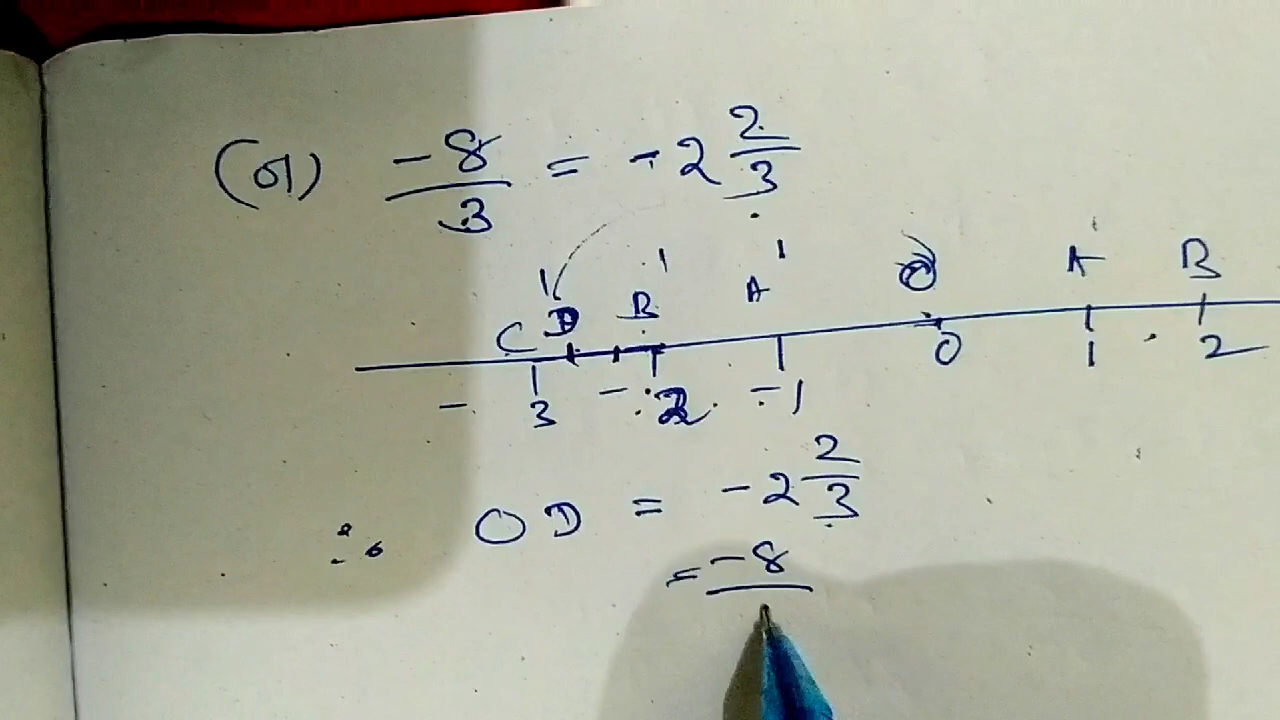 (ना) -8/3 = -2 2/3
C D B A O A B
- 3 - 2 - 1 0 1 2
∴ OD = -2 2/3
= -8